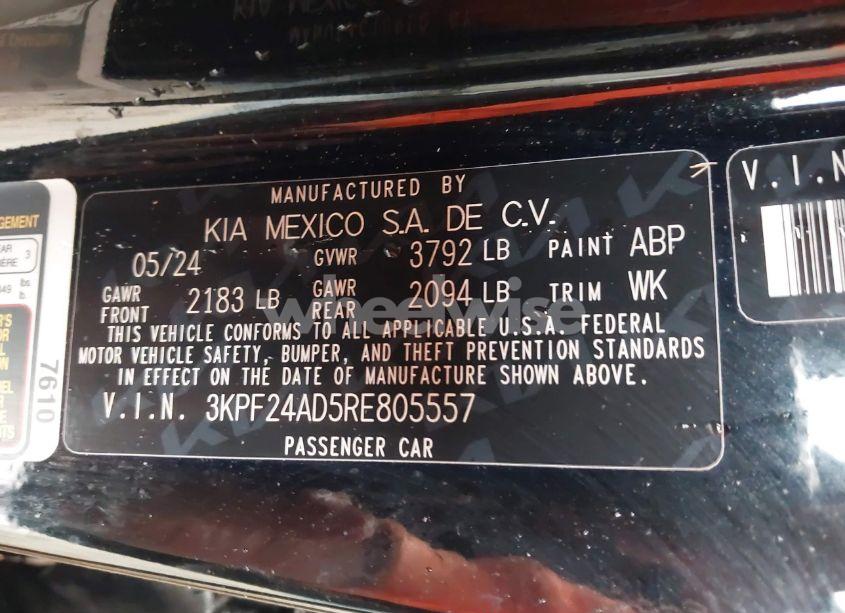 MANUFACTURED BY
KIA MEXICO S.A. DE C.V.
05/24 GVWR 3792 LB PAINT ABP
GAWR FRONT 2183 LB GAWR REAR 2094 LB TRIM WK
THIS VEHICLE CONFORMS TO ALL APPLICABLE U.S.A. FEDERAL
MOTOR VEHICLE SAFETY, BUMPER, AND THEFT PREVENTION STANDARDS
IN EFFECT ON THE DATE OF MANUFACTURE SHOWN ABOVE.
V.I.N. 3KPF24AD5RE805557
PASSENGER CAR
wheelwise
V.I.N
7610
3
lbs